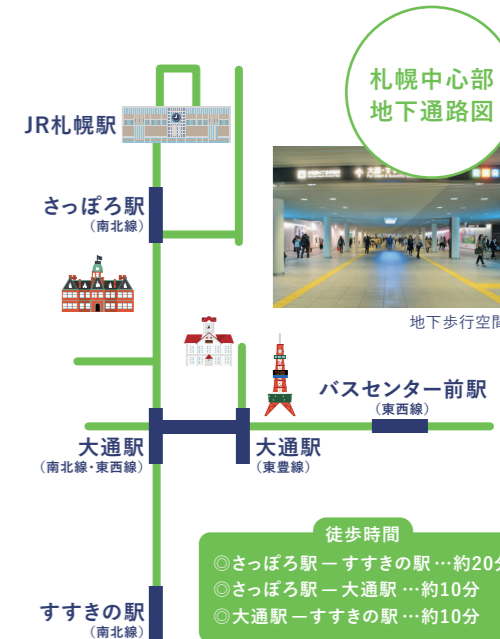 札幌中心部
地下通路図
JR札幌駅
さっぽろ駅
(南北線)
地下歩行空間
バスセンター前駅
(東西線)
大通駅
(南北線・東西線)
大通駅
(東豊線)
徒歩時間
◎さっぽろ駅 ー すすきの駅 …約20分
◎さっぽろ駅 ー 大通駅 …約10分
◎大通駅 ー すすきの駅 …約10分
すすきの駅
(南北線)